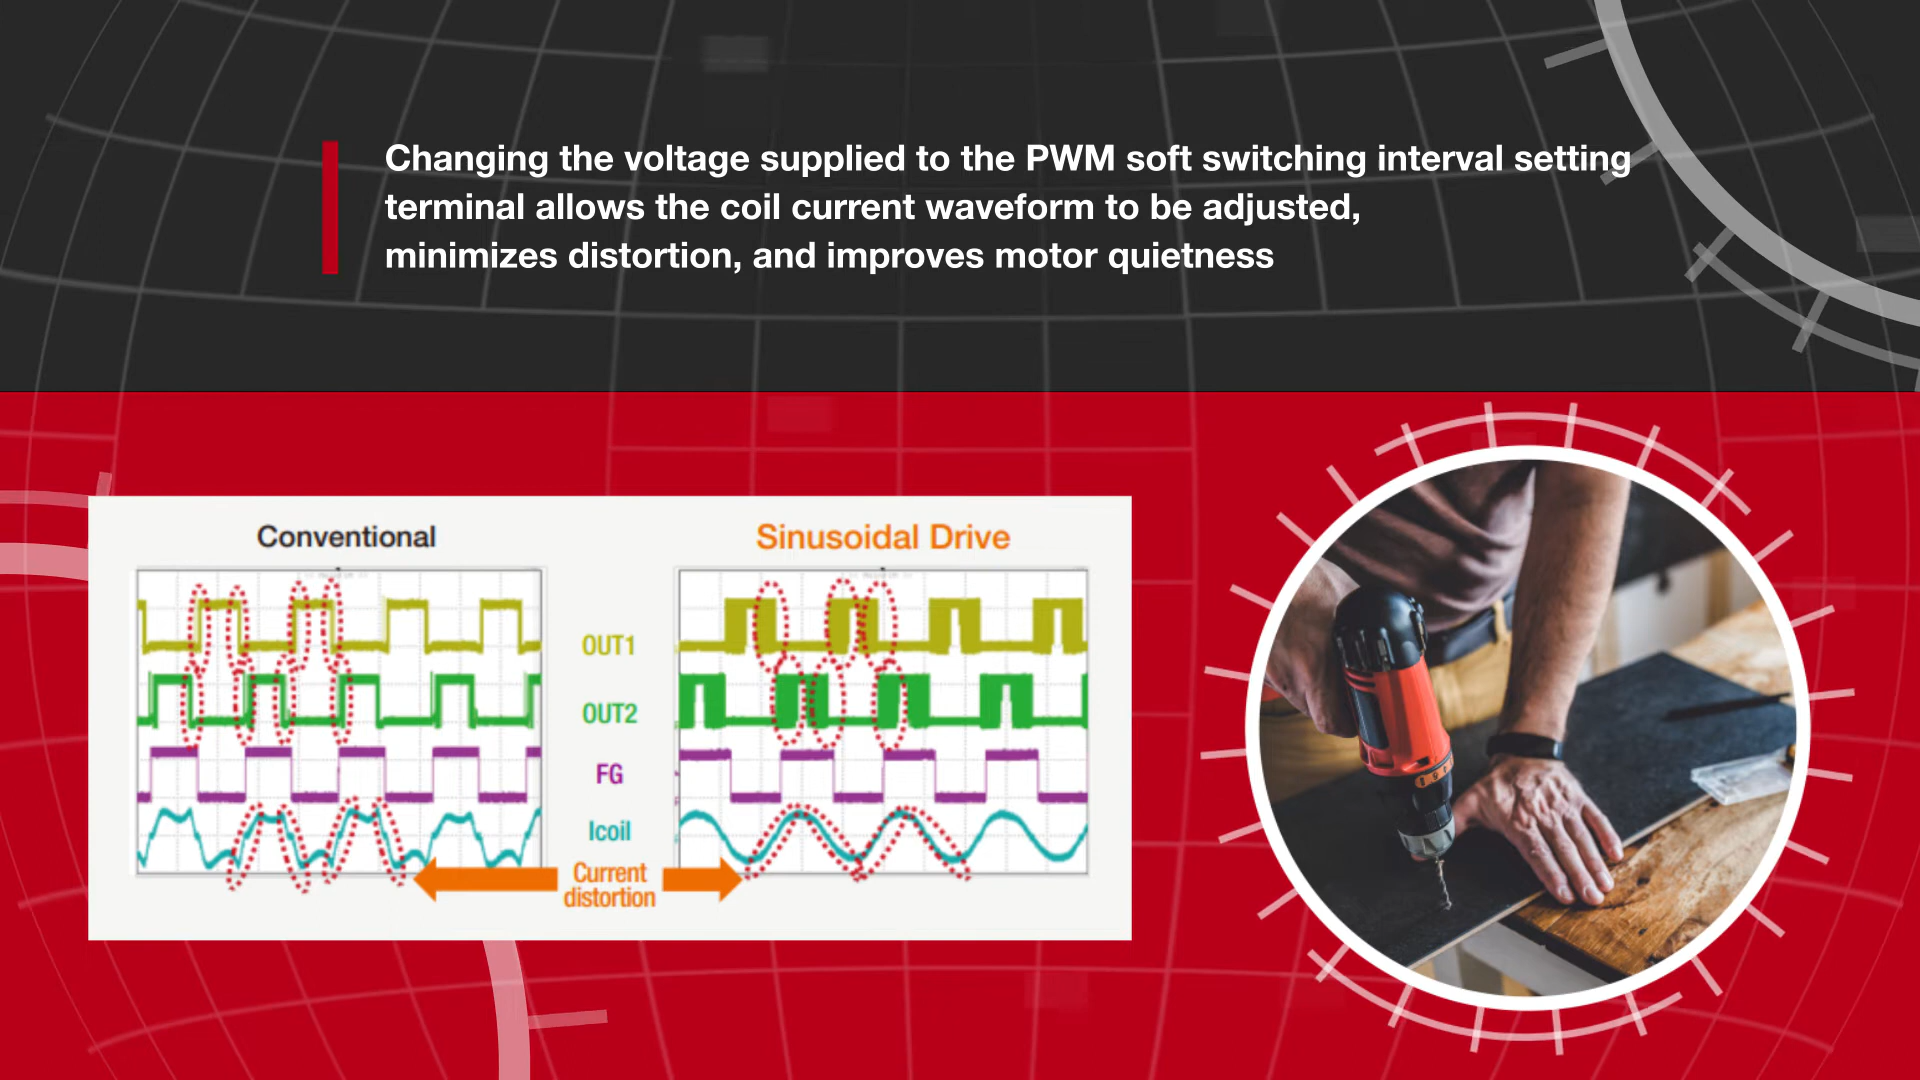 Changing the voltage supplied to the PWM soft switching interval setting
terminal allows the coil current waveform to be adjusted,
minimizes distortion, and improves motor quietness
Conventional
Sinusoidal Drive
OUT1
OUT2
FG
Icoil
Current
distortion